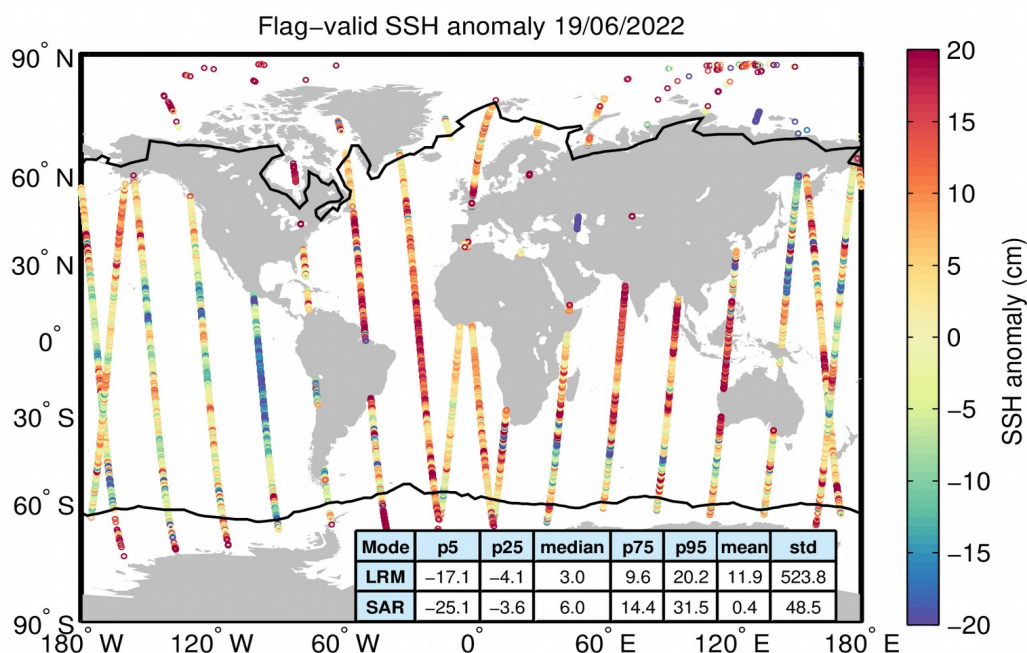 Flag−valid SSH anomaly 19/06/2022
90° N
60° N
30° N
0°
30° S
60° S
90° S
180° W
120° W
60° W
0°
60° E
120° E
180° E
20
15
10
5
0
−5
−10
−15
−20
SSH anomaly (cm)
Mode p5 p25 median p75 p95 mean std
LRM −17.1 −4.1 3.0 9.6 20.2 11.9 523.8
SAR −25.1 −3.6 6.0 14.4 31.5 0.4 48.5